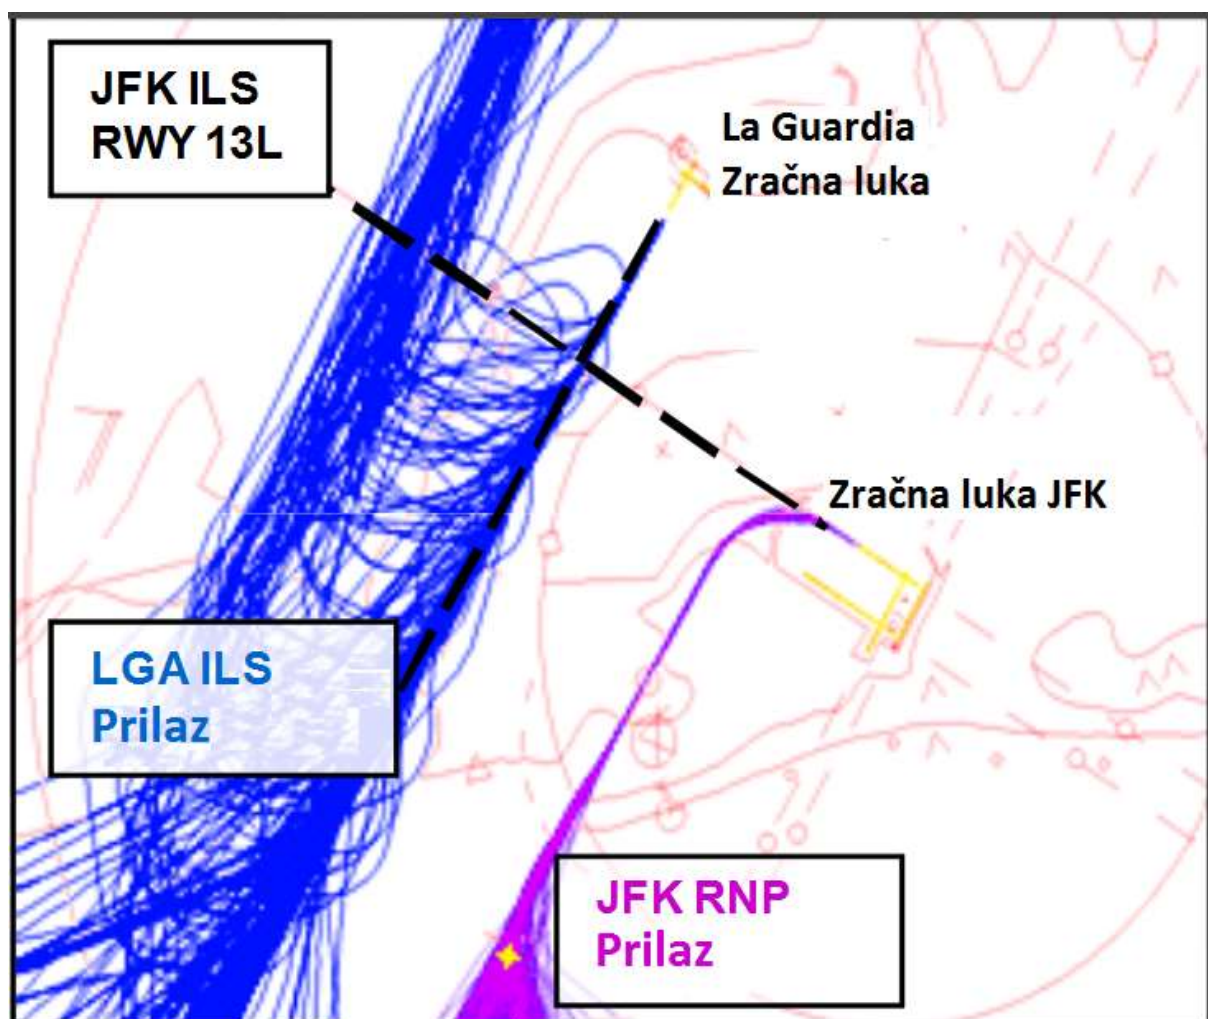 JFK ILS
RWY 13L
La Guardia
Zračna luka
Zračna luka JFK
LGA ILS
Prilaz
JFK RNP
Prilaz